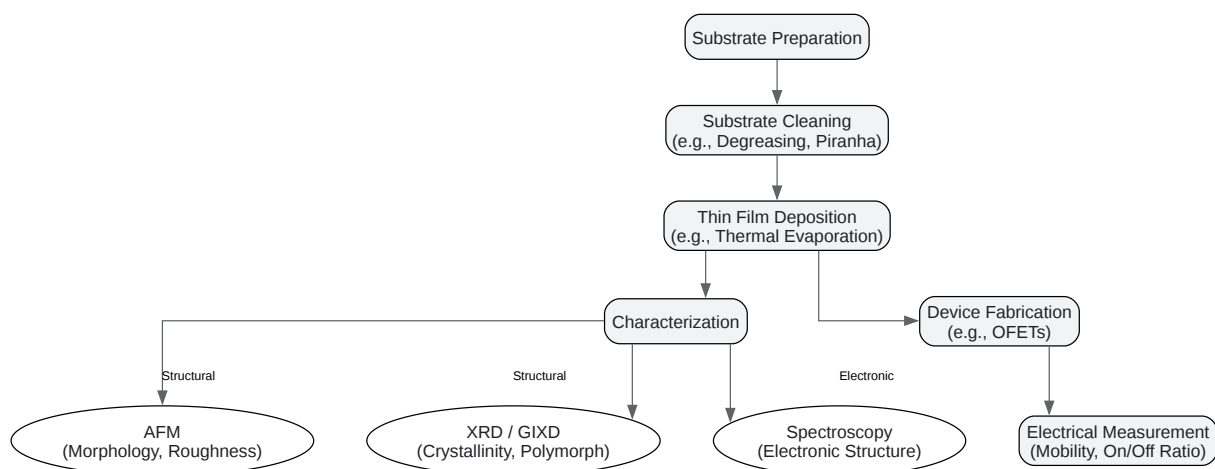 Substrate Preparation
Substrate Cleaning
(e.g., Degreasing, Piranha)
Thin Film Deposition
(e.g., Thermal Evaporation)
Characterization
Device Fabrication
(e.g., OFETs)
Structural
Structural
Electronic
AFM
(Morphology, Roughness)
XRD / GIXD
(Crystallinity, Polymorph)
Spectroscopy
(Electronic Structure)
Electrical Measurement
(Mobility, On/Off Ratio)